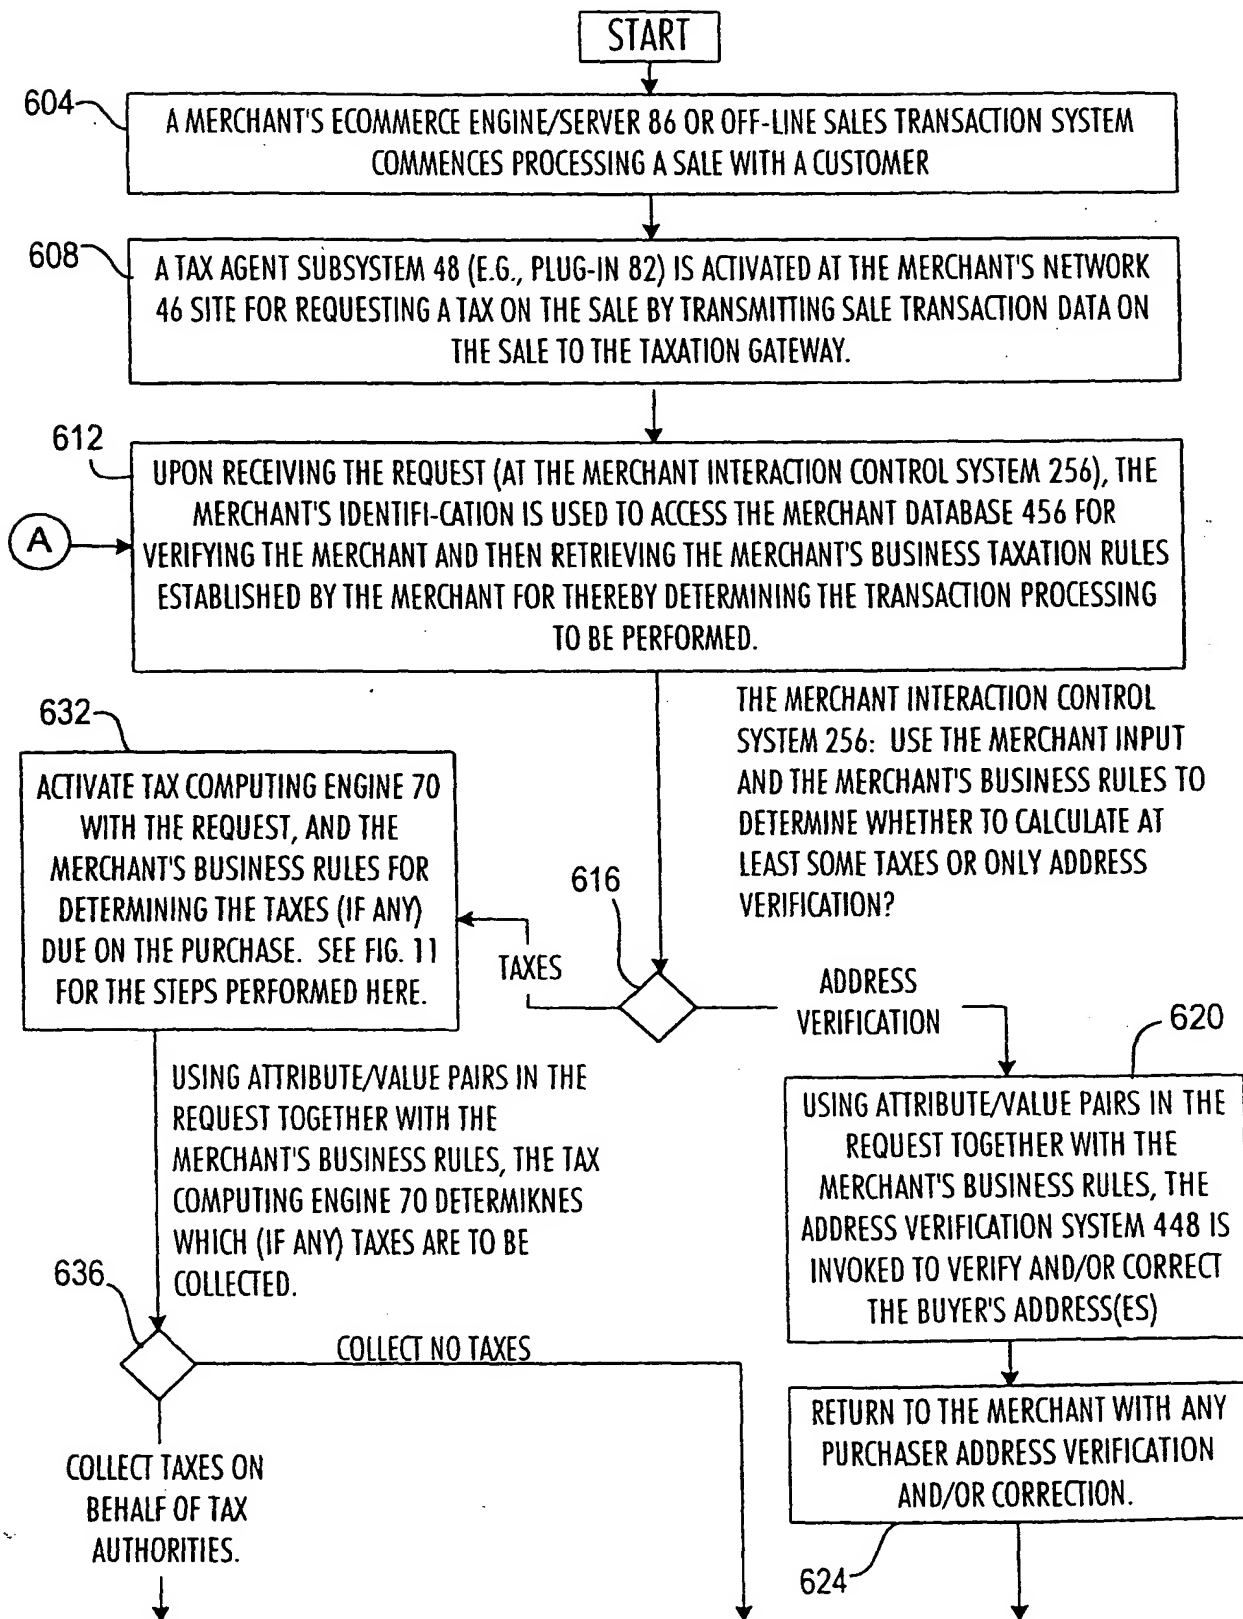 START
604
A MERCHANT'S ECOMMERCE ENGINE/SERVER 86 OR OFF-LINE SALES TRANSACTION SYSTEM
COMMENCES PROCESSING A SALE WITH A CUSTOMER
608
A TAX AGENT SUBSYSTEM 48 (E.G., PLUG-IN 82) IS ACTIVATED AT THE MERCHANT'S NETWORK
46 SITE FOR REQUESTING A TAX ON THE SALE BY TRANSMITTING SALE TRANSACTION DATA ON
THE SALE TO THE TAXATION GATEWAY.
612
UPON RECEIVING THE REQUEST (AT THE MERCHANT INTERACTION CONTROL SYSTEM 256), THE
MERCHANT'S IDENTIFI-CATION IS USED TO ACCESS THE MERCHANT DATABASE 456 FOR
VERIFYING THE MERCHANT AND THEN RETRIEVING THE MERCHANT'S BUSINESS TAXATION RULES
ESTABLISHED BY THE MERCHANT FOR THEREBY DETERMINING THE TRANSACTION PROCESSING
TO BE PERFORMED.
A
THE MERCHANT INTERACTION CONTROL
SYSTEM 256: USE THE MERCHANT INPUT
AND THE MERCHANT'S BUSINESS RULES TO
DETERMINE WHETHER TO CALCULATE AT
LEAST SOME TAXES OR ONLY ADDRESS
VERIFICATION?
632
ACTIVATE TAX COMPUTING ENGINE 70
WITH THE REQUEST, AND THE
MERCHANT'S BUSINESS RULES FOR
DETERMINING THE TAXES (IF ANY)
DUE ON THE PURCHASE. SEE FIG. 11
FOR THE STEPS PERFORMED HERE.
616
TAXES
ADDRESS
VERIFICATION
620
USING ATTRIBUTE/VALUE PAIRS IN THE
REQUEST TOGETHER WITH THE
MERCHANT'S BUSINESS RULES, THE TAX
COMPUTING ENGINE 70 DETERMIKNES
WHICH (IF ANY) TAXES ARE TO BE
COLLECTED.
USING ATTRIBUTE/VALUE PAIRS IN THE
REQUEST TOGETHER WITH THE
MERCHANT'S BUSINESS RULES, THE
ADDRESS VERIFICATION SYSTEM 448 IS
INVOKED TO VERIFY AND/OR CORRECT
THE BUYER'S ADDRESS(ES)
636
COLLECT NO TAXES
COLLECT TAXES ON
BEHALF OF TAX
AUTHORITIES.
RETURN TO THE MERCHANT WITH ANY
PURCHASER ADDRESS VERIFICATION
AND/OR CORRECTION.
624